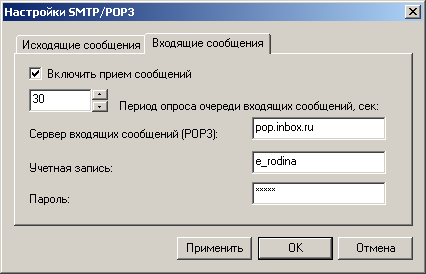 Настройки SMTP/POP3
Исходящие сообщения Входящие сообщения
Включить прием сообщений
30 Период опроса очереди входящих сообщений, сек:
Сервер входящих сообщений (POP3): pop.inbox.ru
Учетная запись: e_rodina
Пароль: *****
Применить OK Отмена